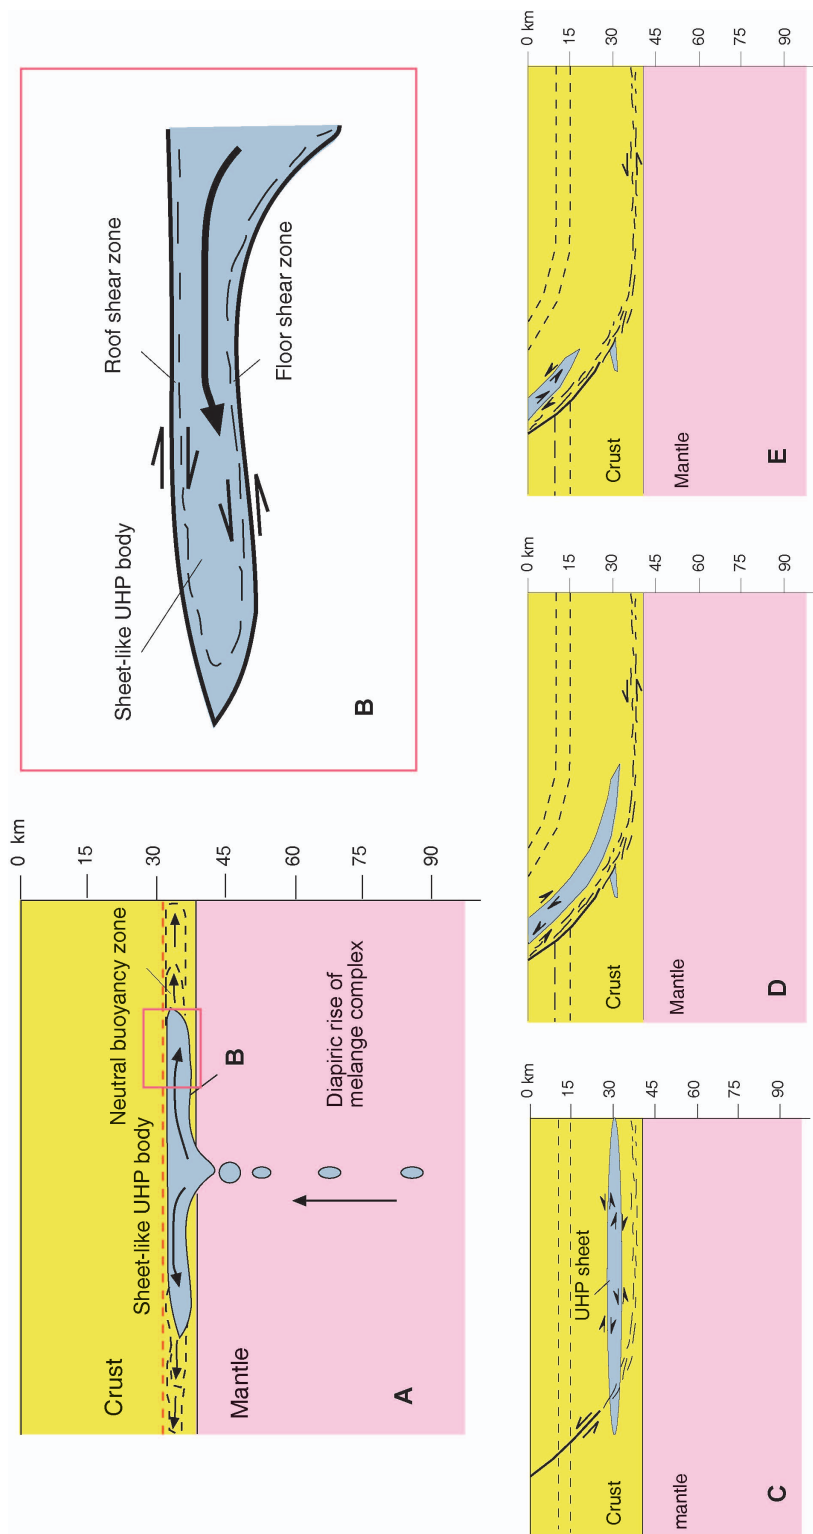 0 km
15
30
45
60
75
90
Neutral buoyancy zone
Sheet-like UHP body
Crust
B
Mantle
Diapiric rise of
melange complex
A
Roof shear zone
Sheet-like UHP body
Floor shear zone
B
0 km
15
30
45
60
75
90
UHP sheet
Crust
mantle
C
0 km
15
30
45
60
75
90
Crust
Mantle
D
0 km
15
30
45
60
75
90
Crust
Mantle
E